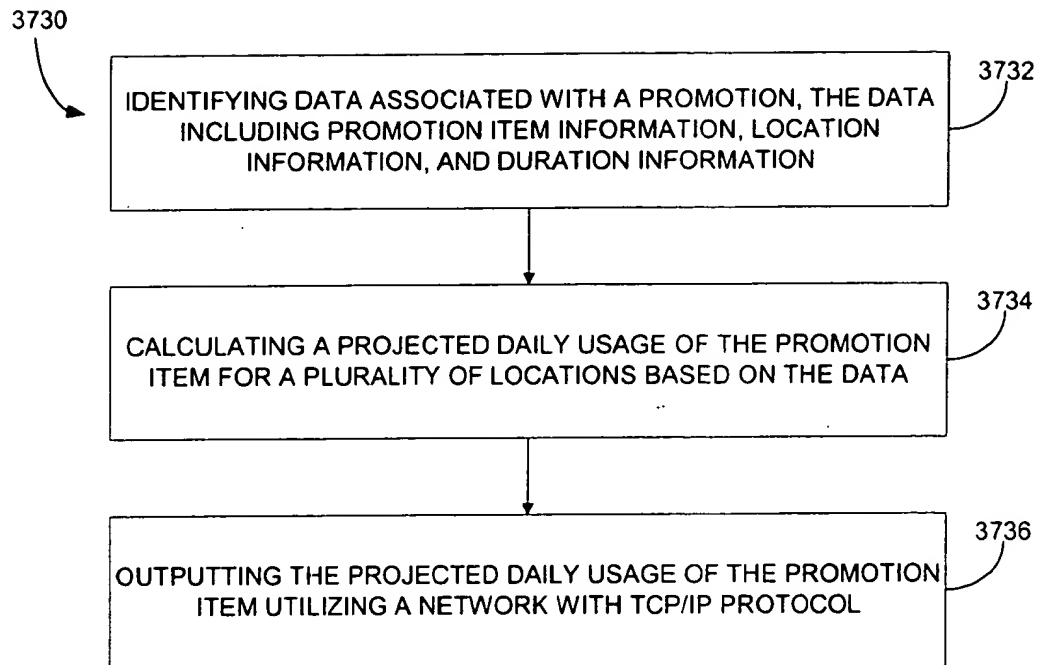 3730
3732
IDENTIFYING DATA ASSOCIATED WITH A PROMOTION, THE DATA
INCLUDING PROMOTION ITEM INFORMATION, LOCATION
INFORMATION, AND DURATION INFORMATION
3734
CALCULATING A PROJECTED DAILY USAGE OF THE PROMOTION
ITEM FOR A PLURALITY OF LOCATIONS BASED ON THE DATA
3736
OUTPUTTING THE PROJECTED DAILY USAGE OF THE PROMOTION
ITEM UTILIZING A NETWORK WITH TCP/IP PROTOCOL